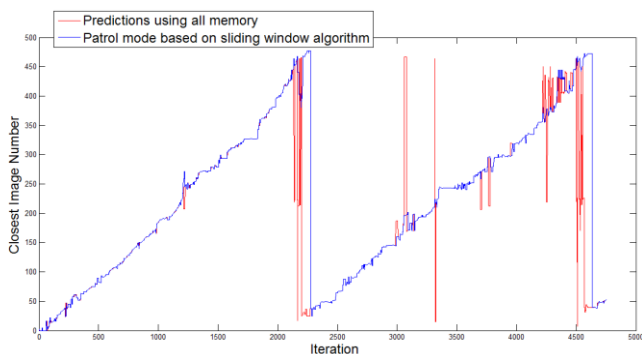 Predictions using all memory
Patrol mode based on sliding window algorithm
500
450
400
350
300
250
200
150
100
50
0
Closest Image Number
0 500 1000 1500 2000 2500 3000 3500 4000 4500 5000
Iteration